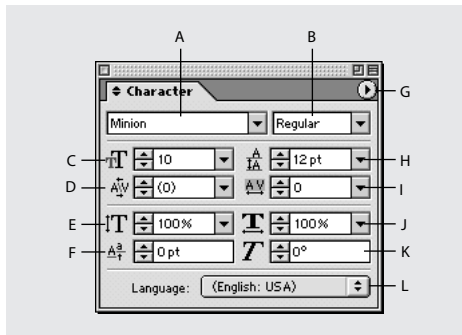 A
B
Character
G
Minion
Regular
C
10
12 pt
H
D
(0)
0
I
E
100%
100%
J
F
0 pt
0°
K
Language:
(English: USA)
L